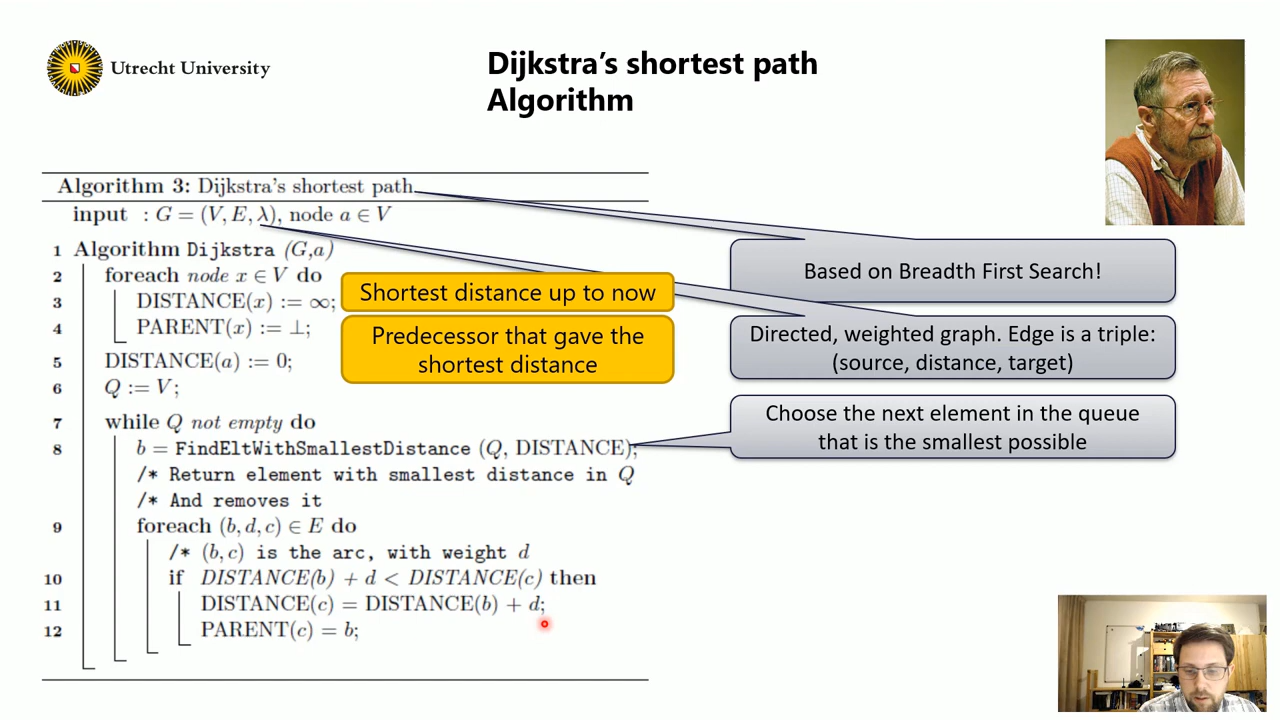 Utrecht University
Dijkstra's shortest path
Algorithm
Algorithm 3: Dijkstra's shortest path
input : G = (V, E, λ), node a ∈ V
1 Algorithm Dijkstra (G,a)
2 foreach node x ∈ V do
3 DISTANCE(x) := ∞;
4 PARENT(x) := ⊥;
5 DISTANCE(a) := 0;
6 Q := V;
7 while Q not empty do
8 b = FindEltWithSmallestDistance (Q, DISTANCE);
/* Return element with smallest distance in Q
/* And removes it
9 foreach (b, d, c) ∈ E do
/* (b, c) is the arc, with weight d
10 if DISTANCE(b) + d < DISTANCE(c) then
11 DISTANCE(c) = DISTANCE(b) + d;
12 PARENT(c) = b;
Shortest distance up to now
Predecessor that gave the
shortest distance
Based on Breadth First Search!
Directed, weighted graph. Edge is a triple:
(source, distance, target)
Choose the next element in the queue
that is the smallest possible